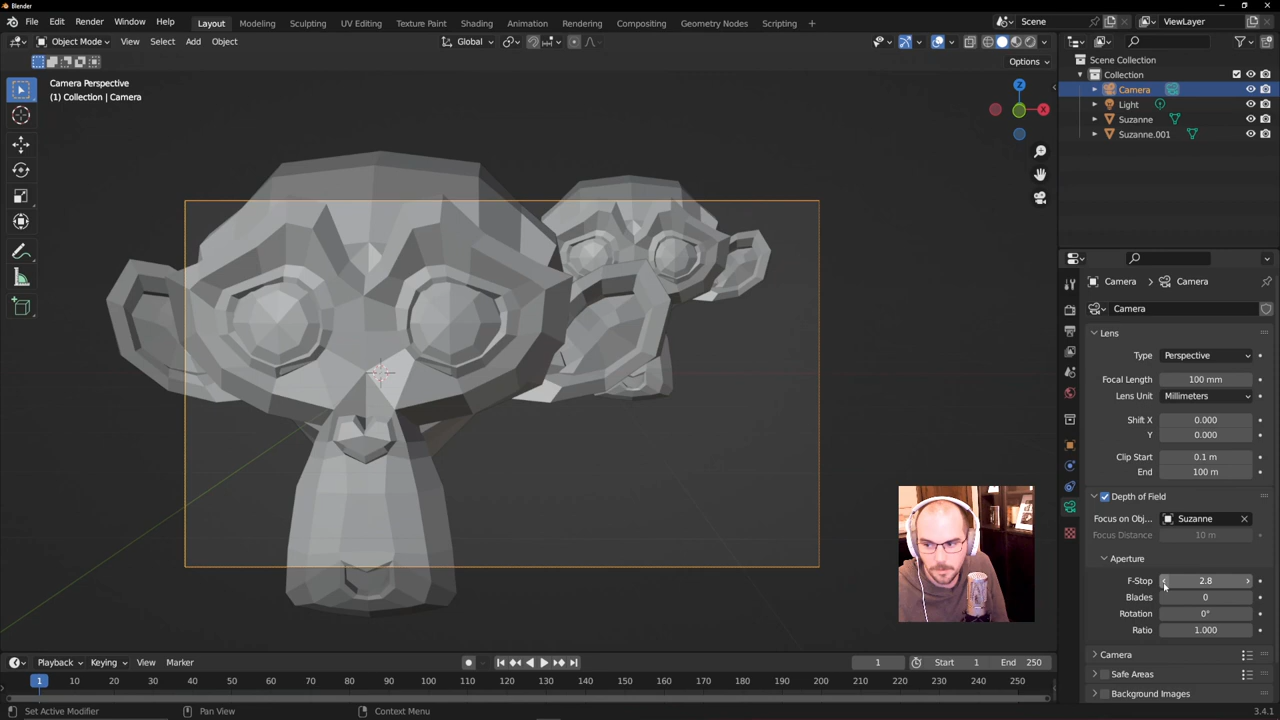 Blender
File Edit Render Window Help Layout Modeling Sculpting UV Editing Texture Paint Shading Animation Rendering Compositing Geometry Nodes Scripting + Scene ViewLayer
Object Mode View Select Add Object Global
Options
Camera Perspective
(1) Collection | Camera
Z
X
Scene Collection
Collection
Camera
Light
Suzanne
Suzanne.001
Camera > Camera
Camera
Lens
Type Perspective
Focal Length 100 mm
Lens Unit Millimeters
Shift X 0.000
Y 0.000
Clip Start 0.1 m
End 100 m
Depth of Field
Focus on Obj... Suzanne
Focus Distance 10 m
Aperture
F-Stop 2.8
Blades 0
Rotation 0°
Ratio 1.000
Camera
Safe Areas
Background Images
Playback Keying View Marker 1 Start 1 End 250
1 10 20 30 40 50 60 70 80 90 100 110 120 130 140 150 160 170 180 190 200 210 220 230 240 250
Set Active Modifier Pan View Context Menu 3.4.1